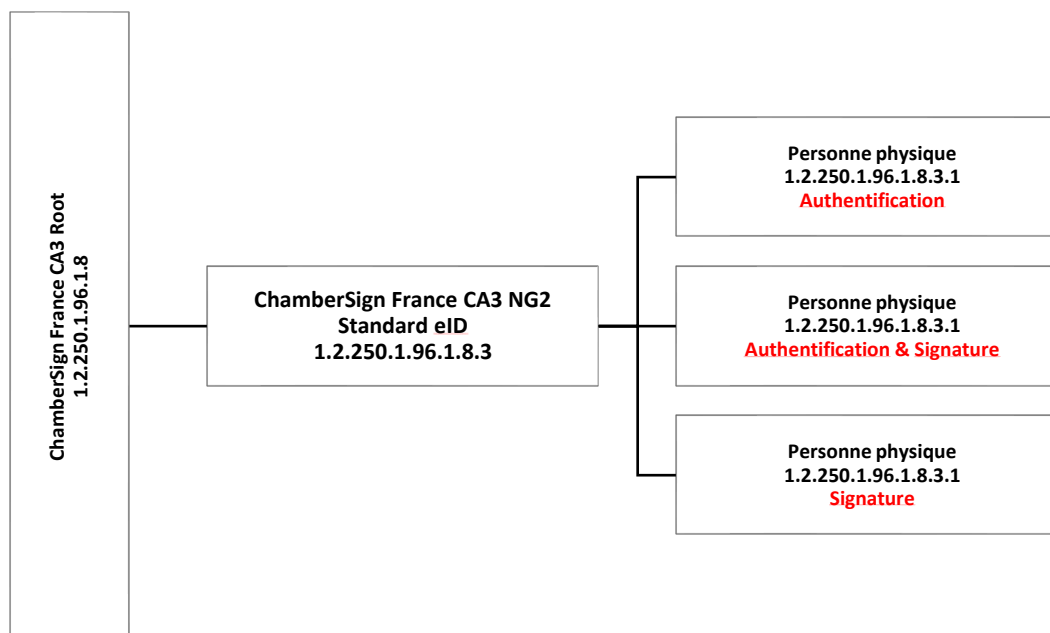 ChamberSign France CA3 Root
1.2.250.1.96.1.8
ChamberSign France CA3 NG2
Standard eID
1.2.250.1.96.1.8.3
Personne physique
1.2.250.1.96.1.8.3.1
Authentification
Personne physique
1.2.250.1.96.1.8.3.1
Authentification & Signature
Personne physique
1.2.250.1.96.1.8.3.1
Signature